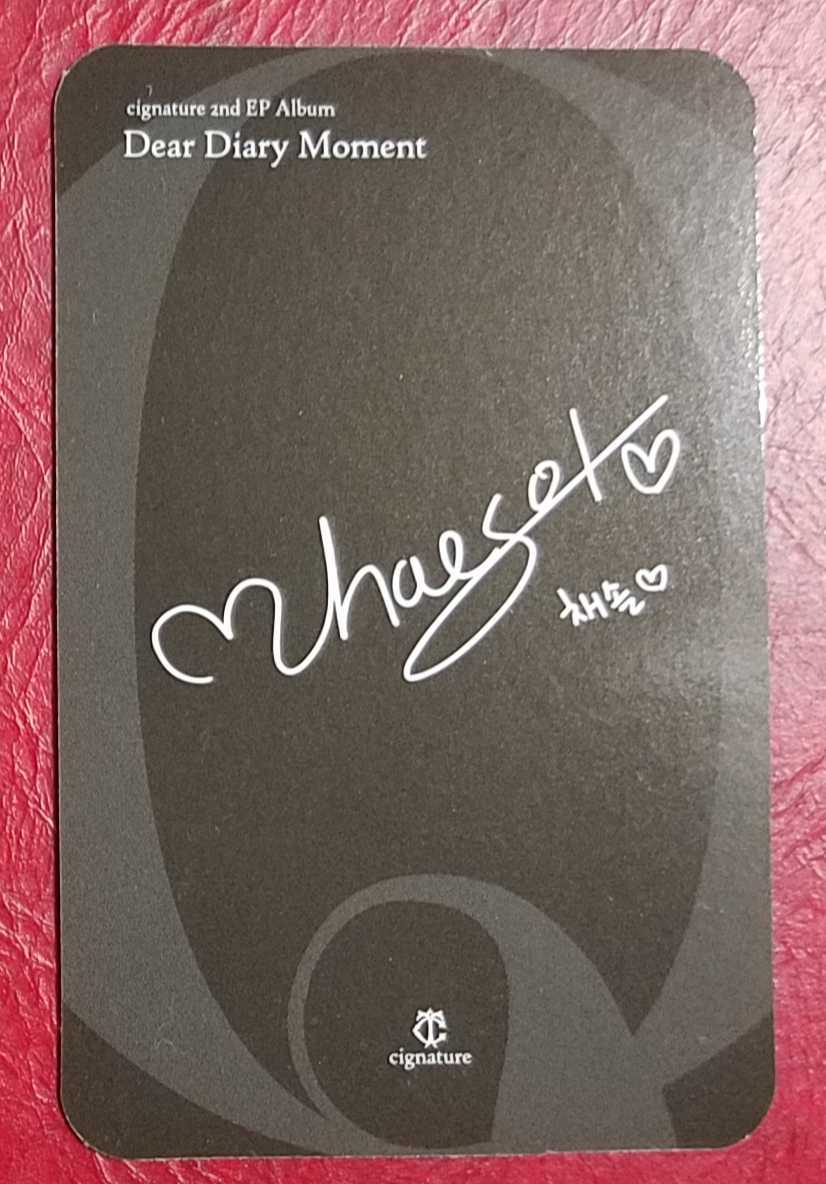 cignature 2nd EP Album
Dear Diary Moment
Chaesol♡
채솔♡
cignature